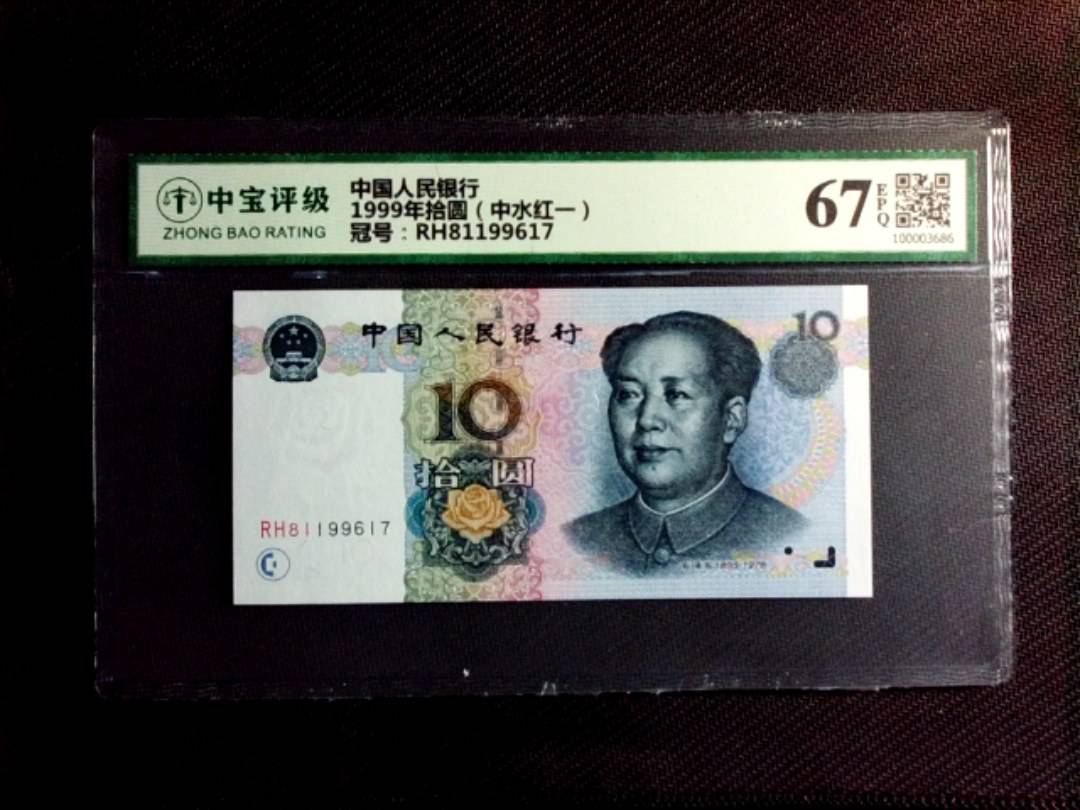 中宝评级
ZHONG BAO RATING
中国人民银行
1999年拾圆（中水红一）
冠号：RH81199617
67
EPQ
100003686
中国人民银行
10
10
拾圆
RH81199617